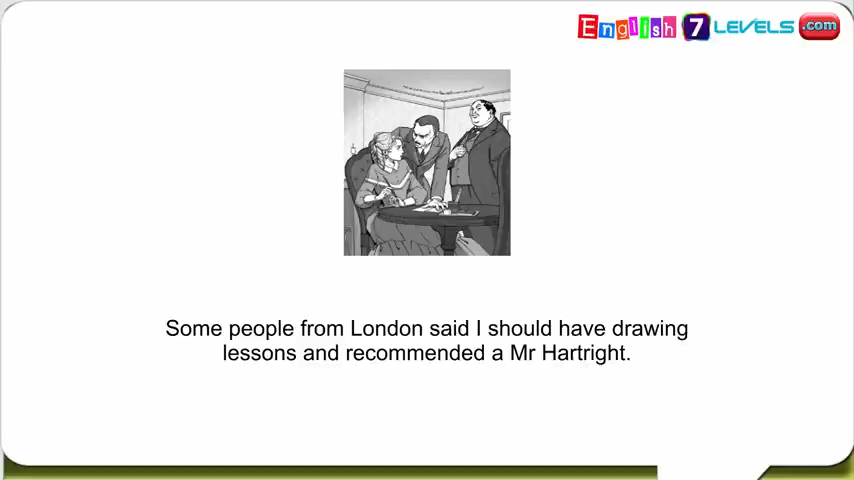 English 7 LEVELS .com
Some people from London said I should have drawing
lessons and recommended a Mr Hartright.